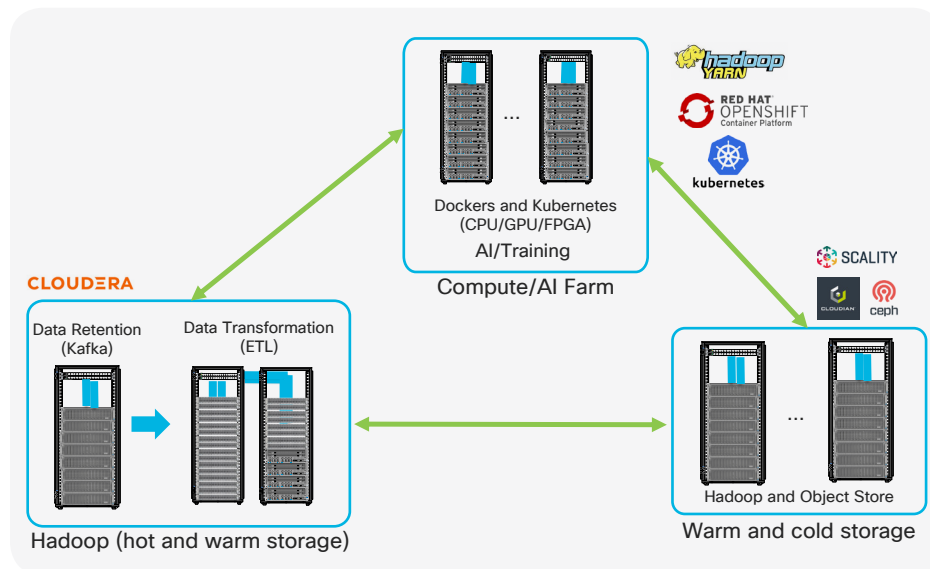 hadoop
YARN
RED HAT
OPENSHIFT
Container Platform
kubernetes
...
Dockers and Kubernetes
(CPU/GPU/FPGA)
AI/Training
Compute/AI Farm
SCALITY
CLOUDIAN
ceph
CLOUDERA
Data Retention
(Kafka)
Data Transformation
(ETL)
Hadoop (hot and warm storage)
...
Hadoop and Object Store
Warm and cold storage